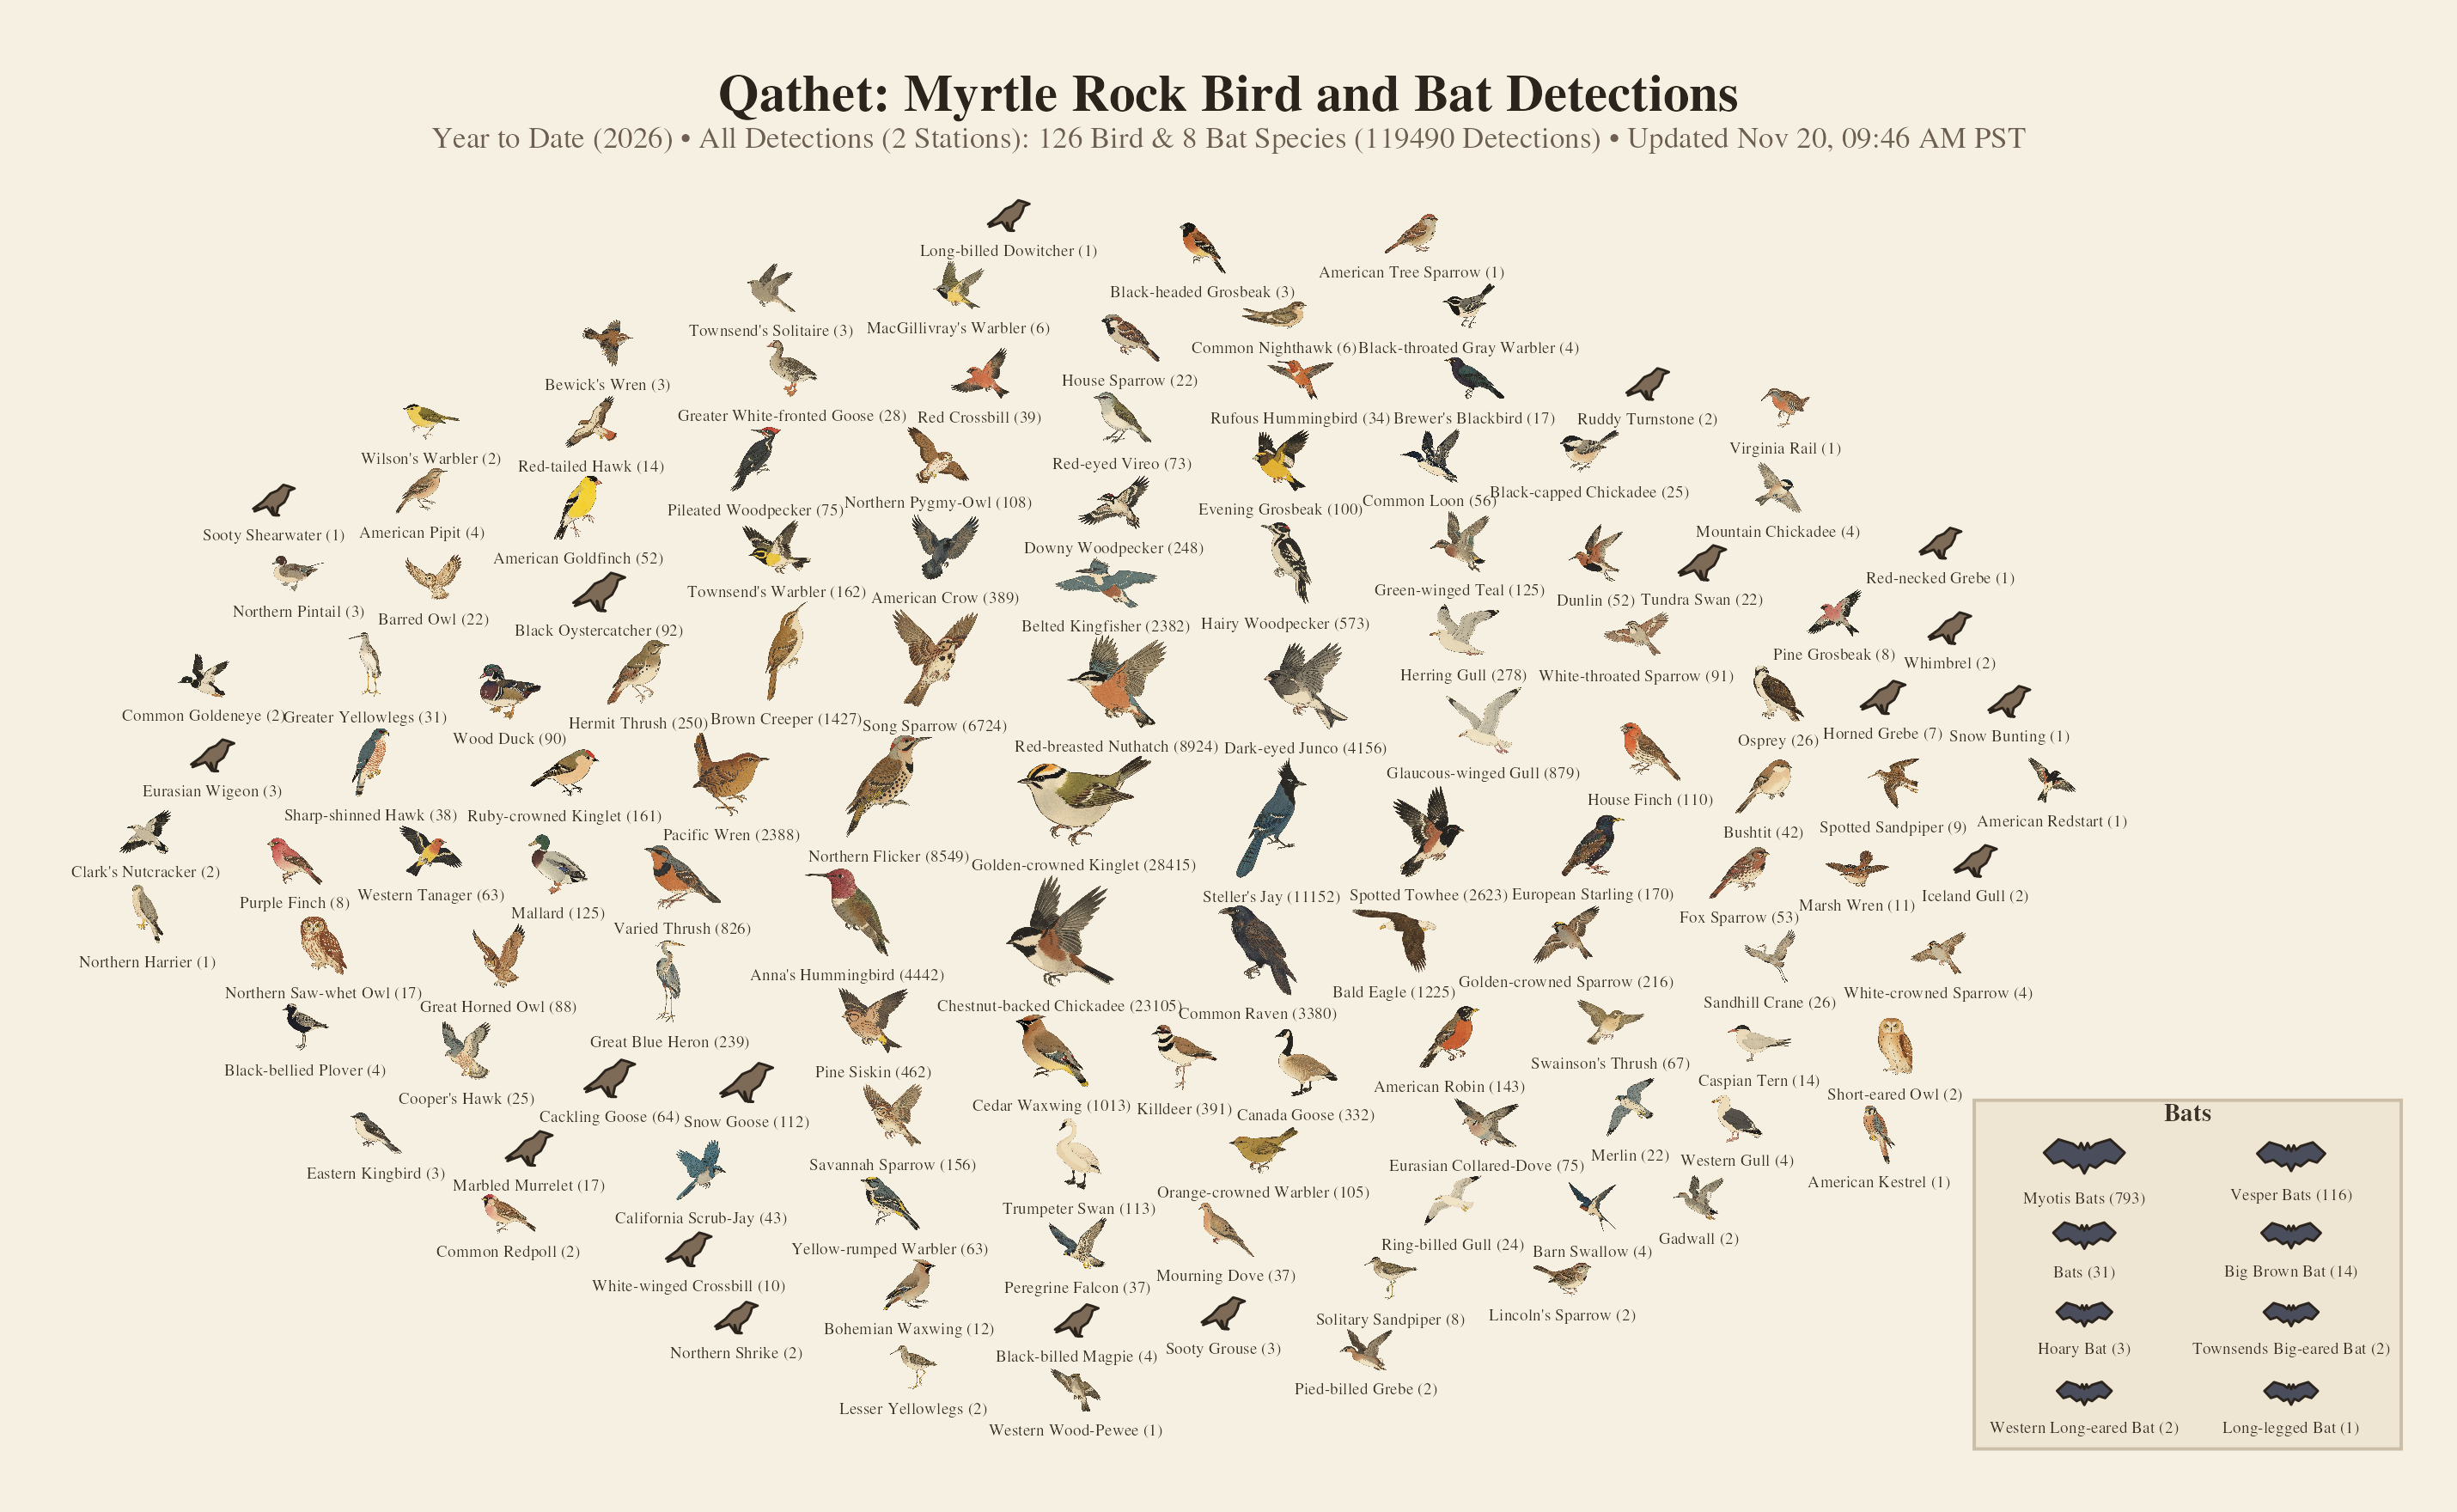 Qathet: Myrtle Rock Bird and Bat Detections
Year to Date (2026) • All Detections (2 Stations): 126 Bird & 8 Bat Species (119490 Detections) • Updated Nov 20, 09:46 AM PST
Long-billed Dowitcher (1)
American Tree Sparrow (1)
Black-headed Grosbeak (3)
Townsend's Solitaire (3)
MacGillivray's Warbler (6)
Common Nighthawk (6)
Black-throated Gray Warbler (4)
Bewick's Wren (3)
House Sparrow (22)
Greater White-fronted Goose (28)
Red Crossbill (39)
Rufous Hummingbird (34)
Brewer's Blackbird (17)
Ruddy Turnstone (2)
Virginia Rail (1)
Wilson's Warbler (2)
Red-tailed Hawk (14)
Red-eyed Vireo (73)
Pileated Woodpecker (75)
Northern Pygmy-Owl (108)
Evening Grosbeak (100)
Common Loon (56)
Black-capped Chickadee (25)
Sooty Shearwater (1)
American Pipit (4)
American Goldfinch (52)
Downy Woodpecker (248)
Mountain Chickadee (4)
Northern Pintail (3)
Barred Owl (22)
Townsend's Warbler (162)
American Crow (389)
Green-winged Teal (125)
Dunlin (52)
Tundra Swan (22)
Red-necked Grebe (1)
Black Oystercatcher (92)
Belted Kingfisher (2382)
Hairy Woodpecker (573)
Herring Gull (278)
White-throated Sparrow (91)
Pine Grosbeak (8)
Whimbrel (2)
Common Goldeneye (2)
Greater Yellowlegs (31)
Wood Duck (90)
Hermit Thrush (250)
Brown Creeper (1427)
Song Sparrow (6724)
Red-breasted Nuthatch (8924)
Dark-eyed Junco (4156)
Glaucous-winged Gull (879)
Osprey (26)
Horned Grebe (7)
Snow Bunting (1)
Eurasian Wigeon (3)
Sharp-shinned Hawk (38)
Ruby-crowned Kinglet (161)
Pacific Wren (2388)
Northern Flicker (8549)
Golden-crowned Kinglet (28415)
House Finch (110)
Bushtit (42)
Spotted Sandpiper (9)
American Redstart (1)
Clark's Nutcracker (2)
Purple Finch (8)
Western Tanager (63)
Mallard (125)
Varied Thrush (826)
Steller's Jay (11152)
Spotted Towhee (2623)
European Starling (170)
Fox Sparrow (53)
Marsh Wren (11)
Iceland Gull (2)
Northern Harrier (1)
Northern Saw-whet Owl (17)
Great Horned Owl (88)
Great Blue Heron (239)
Anna's Hummingbird (4442)
Chestnut-backed Chickadee (23105)
Common Raven (3380)
Bald Eagle (1225)
Golden-crowned Sparrow (216)
Sandhill Crane (26)
White-crowned Sparrow (4)
Black-bellied Plover (4)
Cooper's Hawk (25)
Cackling Goose (64)
Snow Goose (112)
Pine Siskin (462)
Cedar Waxwing (1013)
Killdeer (391)
Canada Goose (332)
American Robin (143)
Swainson's Thrush (67)
Caspian Tern (14)
Short-eared Owl (2)
Eastern Kingbird (3)
Marbled Murrelet (17)
California Scrub-Jay (43)
Savannah Sparrow (156)
Trumpeter Swan (113)
Orange-crowned Warbler (105)
Eurasian Collared-Dove (75)
Merlin (22)
Western Gull (4)
American Kestrel (1)
Common Redpoll (2)
White-winged Crossbill (10)
Yellow-rumped Warbler (63)
Peregrine Falcon (37)
Mourning Dove (37)
Ring-billed Gull (24)
Barn Swallow (4)
Gadwall (2)
Northern Shrike (2)
Bohemian Waxwing (12)
Black-billed Magpie (4)
Sooty Grouse (3)
Solitary Sandpiper (8)
Lincoln's Sparrow (2)
Lesser Yellowlegs (2)
Western Wood-Pewee (1)
Pied-billed Grebe (2)
Bats
Myotis Bats (793)
Vesper Bats (116)
Bats (31)
Big Brown Bat (14)
Hoary Bat (3)
Townsends Big-eared Bat (2)
Western Long-eared Bat (2)
Long-legged Bat (1)